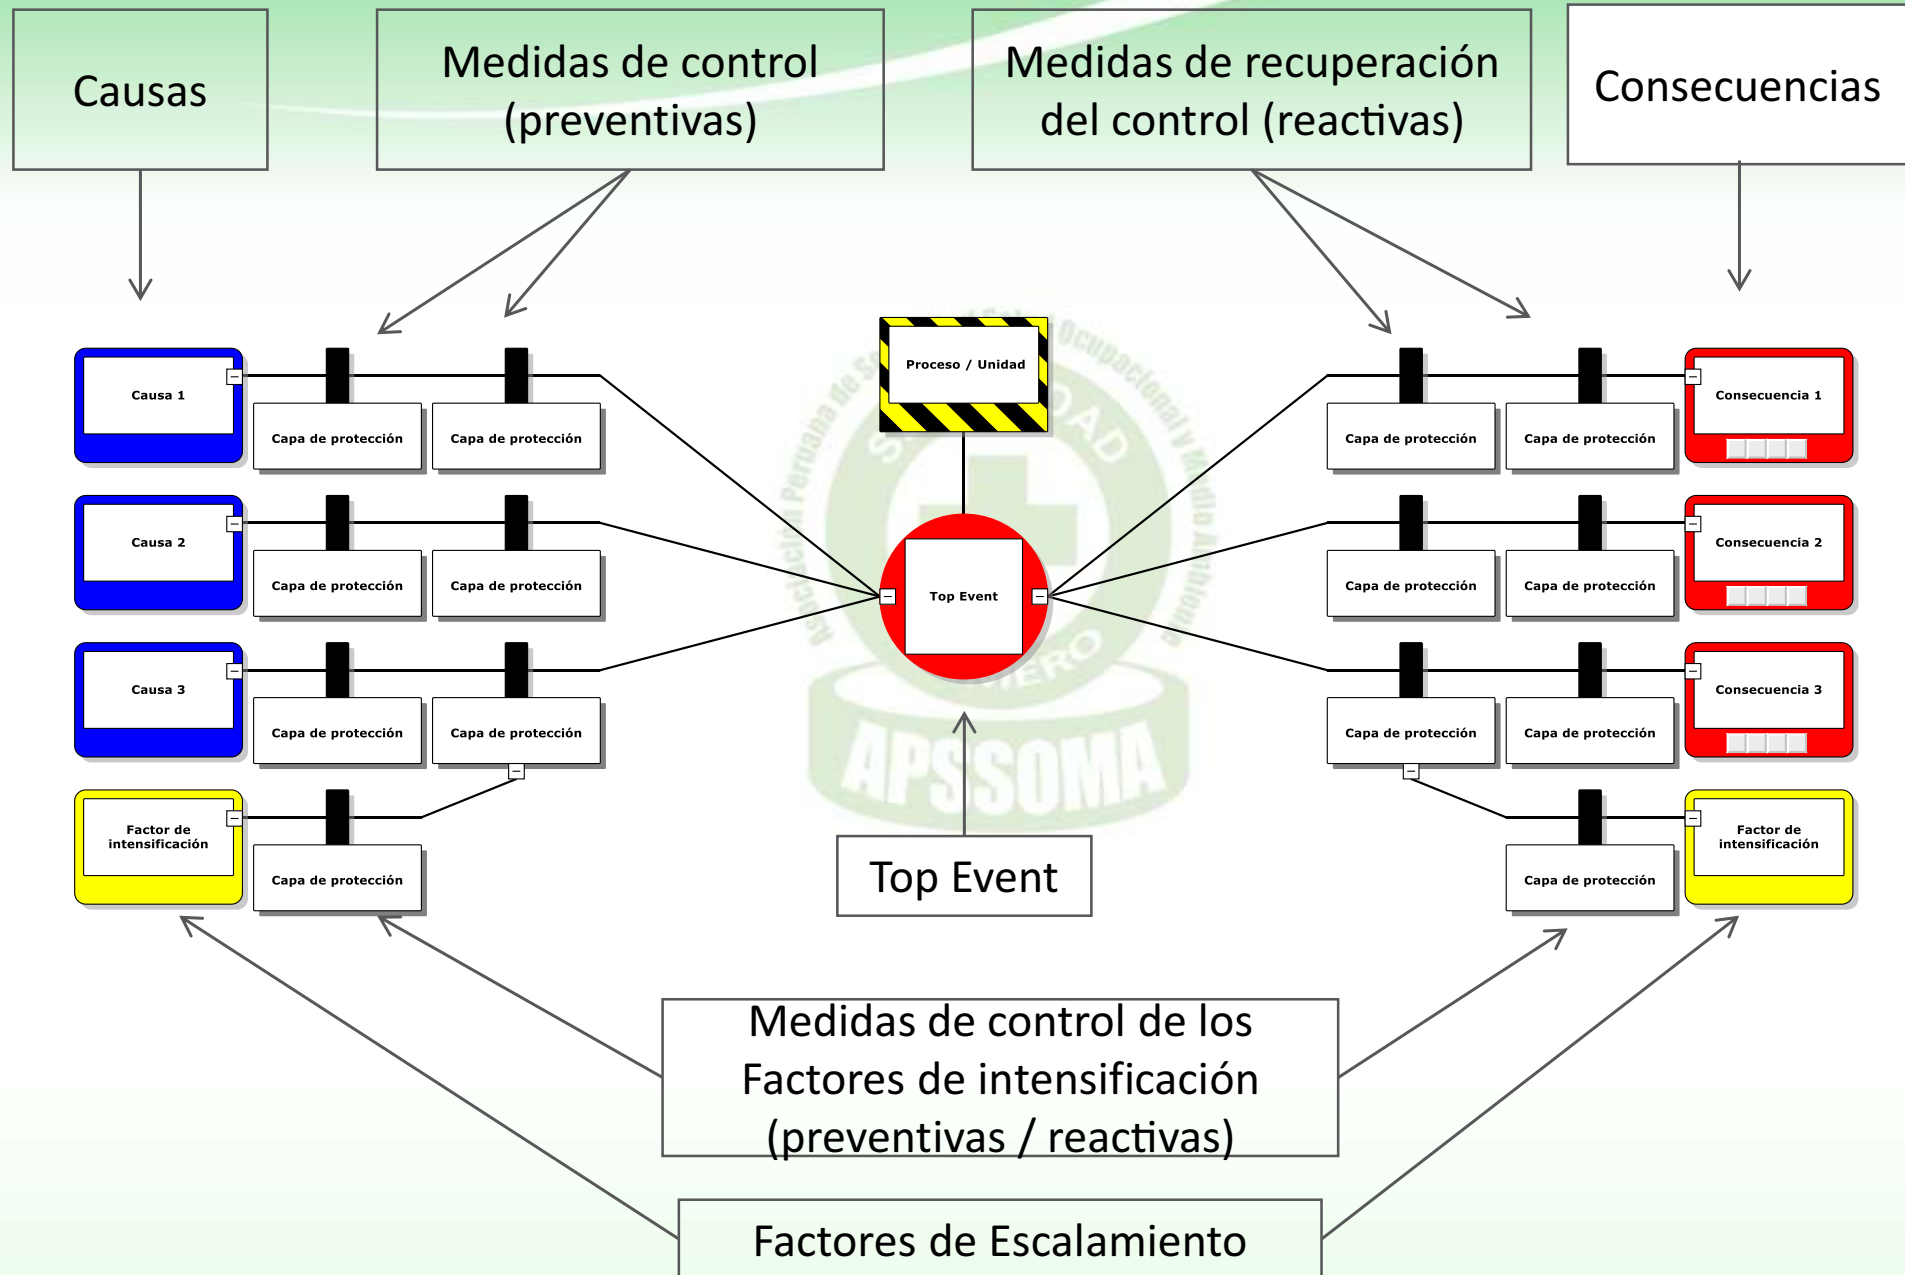 Causas
Medidas de control
(preventivas)
Medidas de recuperación
del control (reactivas)
Consecuencias
Proceso / Unidad
Causa 1
Capa de protección
Capa de protección
Capa de protección
Capa de protección
Consecuencia 1
Causa 2
Capa de protección
Capa de protección
Top Event
Capa de protección
Capa de protección
Consecuencia 2
Causa 3
Capa de protección
Capa de protección
Capa de protección
Capa de protección
Consecuencia 3
APSSOMA
Factor de
intensificación
Capa de protección
Top Event
Capa de protección
Factor de
intensificación
Medidas de control de los
Factores de intensificación
(preventivas / reactivas)
Factores de Escalamiento